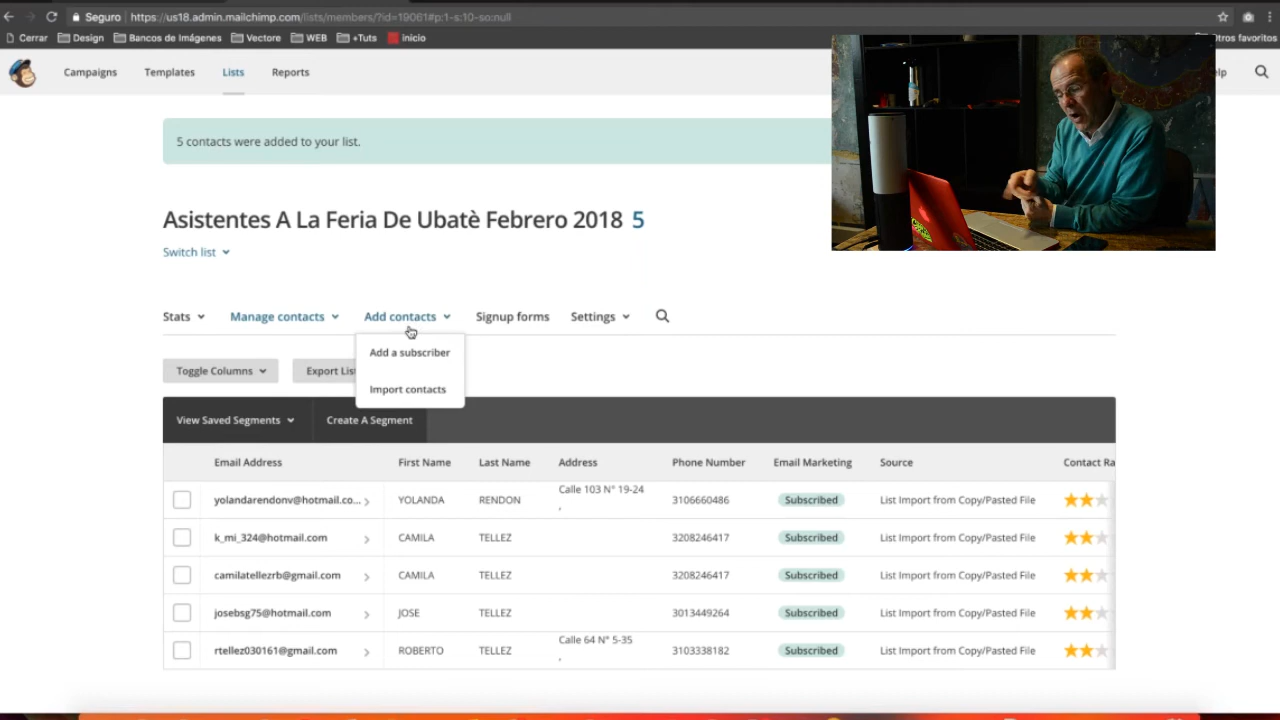 Seguro https://us18.admin.mailchimp.com/lists/members/?id=19061#p:1-s:10-so:null
Cerrar Design Bancos de Imágenes Vectore WEB +Tuts Inicio Otros favoritos
Campaigns Templates Lists Reports
5 contacts were added to your list.
Asistentes A La Feria De Ubatè Febrero 2018 5
Switch list
Stats Manage contacts Add contacts Signup forms Settings
Add a subscriber
Toggle Columns Export List
Import contacts
View Saved Segments Create A Segment
Email Address First Name Last Name Address Phone Number Email Marketing Source Contact Ra
yolandarendonv@hotmail.co... YOLANDA RENDON Calle 103 N° 19-24 , 3106660486 Subscribed List Import from Copy/Pasted File
k_mi_324@hotmail.com CAMILA TELLEZ 3208246417 Subscribed List Import from Copy/Pasted File
camilatellezrb@gmail.com CAMILA TELLEZ 3208246417 Subscribed List Import from Copy/Pasted File
josebsg75@hotmail.com JOSE TELLEZ 3013449264 Subscribed List Import from Copy/Pasted File
rtellez030161@gmail.com ROBERTO TELLEZ Calle 64 N° 5-35 , 3103338182 Subscribed List Import from Copy/Pasted File